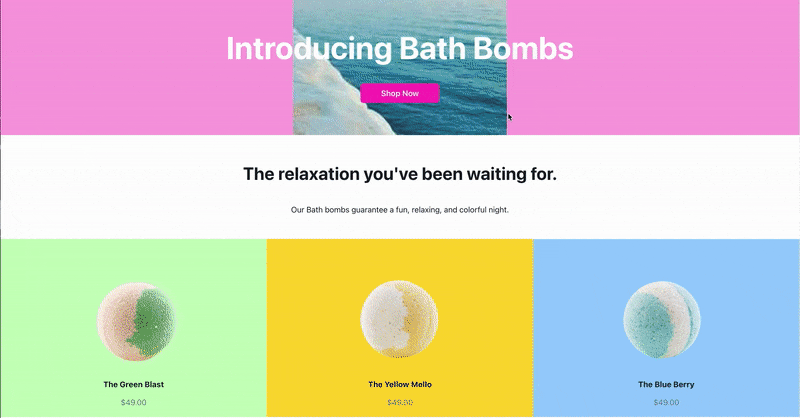 Introducing Bath Bombs
Shop Now
The relaxation you've been waiting for.
Our Bath bombs guarantee a fun, relaxing, and colorful night.
The Green Blast
The Yellow Mello
The Blue Berry
$49.00
$49.00
$49.00